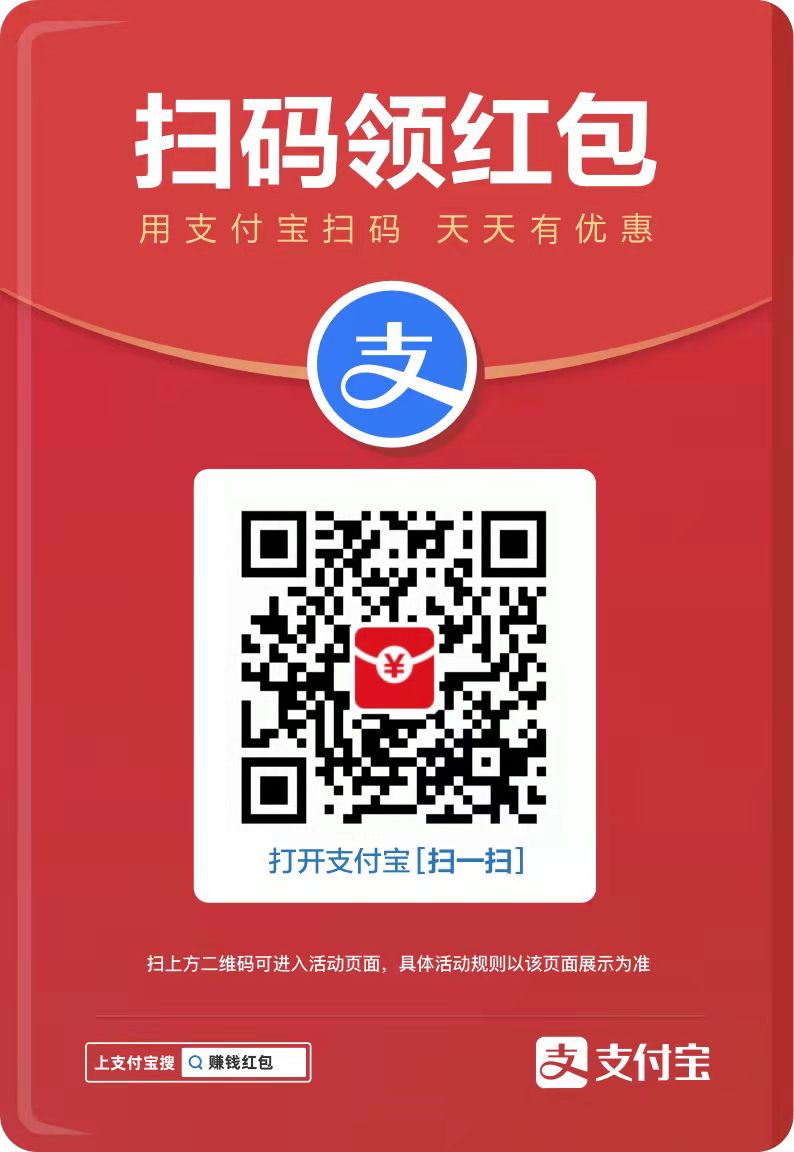 扫码领红包
用支付宝扫码 天天有优惠
支
¥
打开支付宝[扫一扫]
扫上方二维码可进入活动页面，具体活动规则以该页面展示为准
上支付宝搜 赚钱红包
支 支付宝